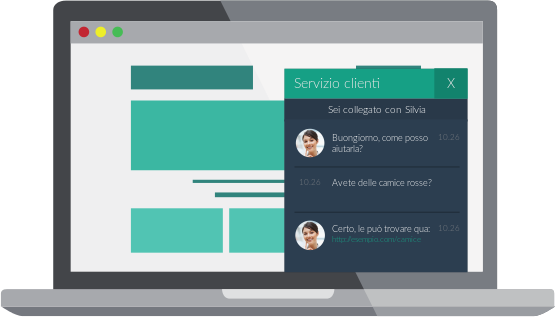 Servizio clienti X
Sei collegato con Silvia
Buongiorno, come posso 10.26
aiutarla?
10.26 Avete delle camice rosse?
Certo, le può trovare qua: 10.26
http://esempio.com/camece